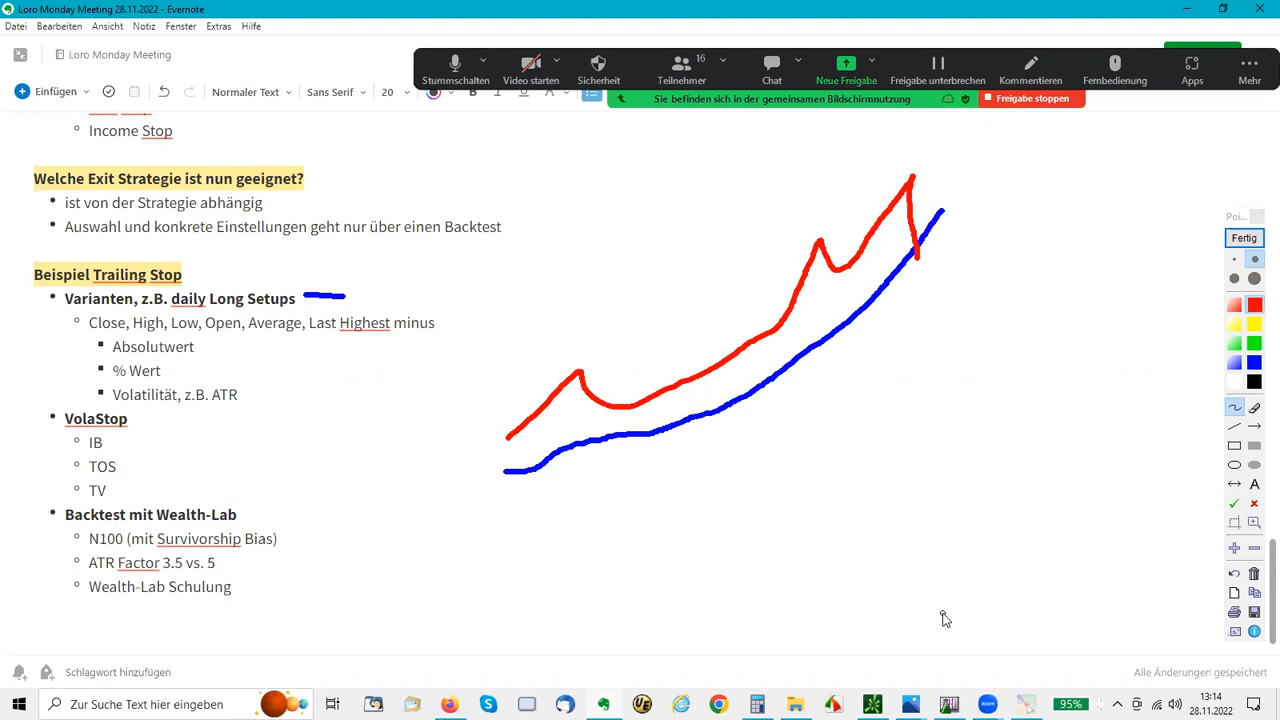 Loro Monday Meeting 28.11.2022 - Evernote
Datei Bearbeiten Ansicht Notiz Fenster Extras Hilfe
Loro Monday Meeting
Stummschalten Video starten Sicherheit Teilnehmer 16 Chat Neue Freigabe Freigabe unterbrechen Kommentieren Fernbedienung Apps Mehr
Einfügen Normaler Text Sans Serif 20
Sie befinden sich in der gemeinsamen Bildschirmnutzung Freigabe stoppen
Income Stop
Welche Exit Strategie ist nun geeignet?
ist von der Strategie abhängig
Auswahl und konkrete Einstellungen geht nur über einen Backtest
Poi...
Fertig
Beispiel Trailing Stop
Varianten, z.B. daily Long Setups
Close, High, Low, Open, Average, Last Highest minus
Absolutwert
% Wert
Volatilität, z.B. ATR
VolaStop
IB
TOS
TV
Backtest mit Wealth-Lab
N100 (mit Survivorship Bias)
ATR Factor 3.5 vs. 5
Wealth-Lab Schulung
Schlagwort hinzufügen
Alle Änderungen gespeichert
Zur Suche Text hier eingeben
zoom
95%
13:14
28.11.2022